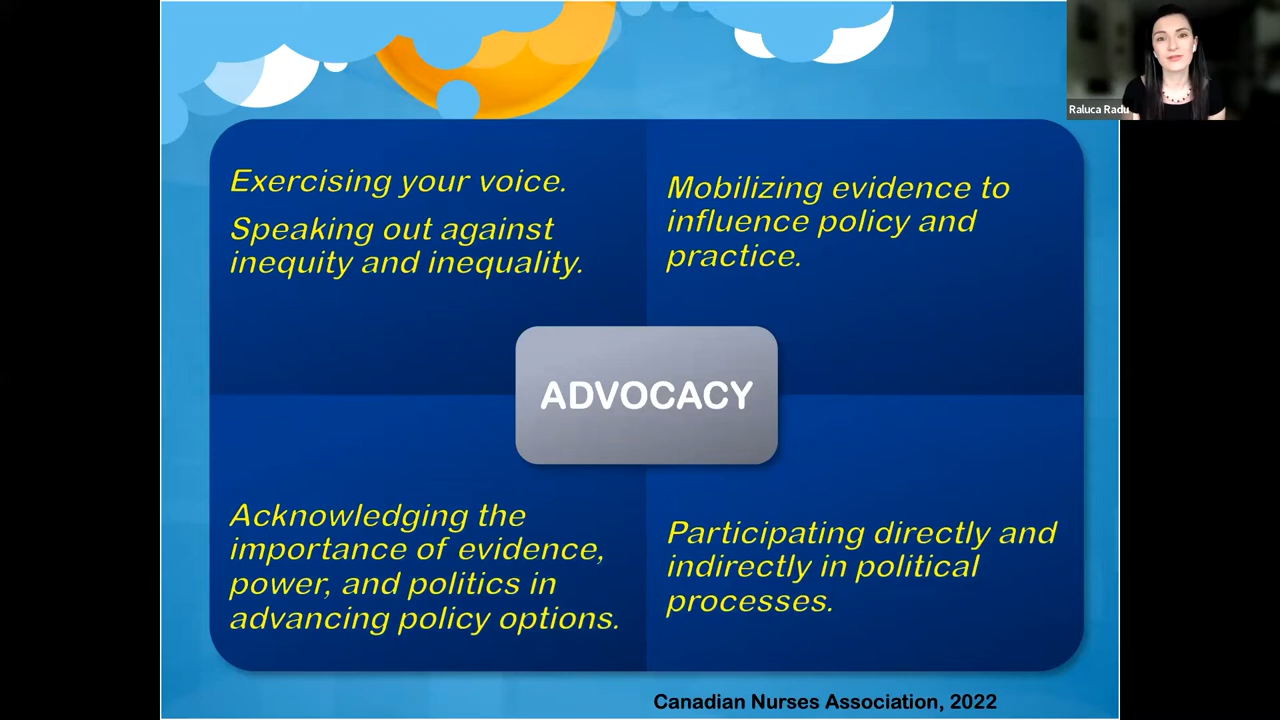 Raluca Radu
Exercising your voice.
Speaking out against
inequity and inequality.
Mobilizing evidence to
influence policy and
practice.
ADVOCACY
Acknowledging the
importance of evidence,
power, and politics in
advancing policy options.
Participating directly and
indirectly in political
processes.
Canadian Nurses Association, 2022